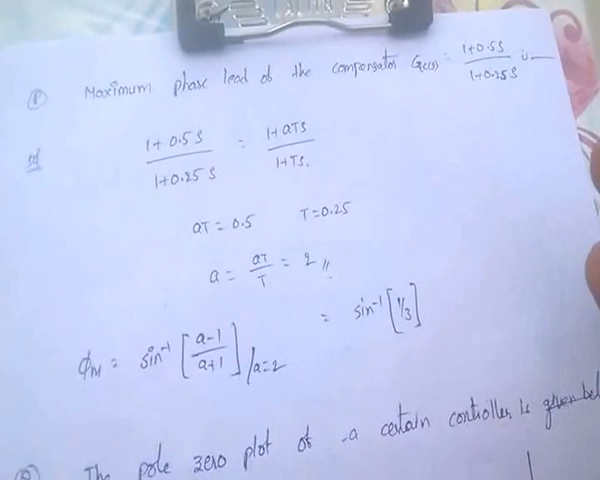 ① Maximum phase lead of the compensator Gc(s) = (1+0.5S)/(1+0.25S) is —
Sol
(1+0.5S)/(1+0.25S) = (1+aTS)/(1+TS).
aT = 0.5 T = 0.25
a = aT/T = 2 //
ϕM = sin⁻¹ [(a-1)/(a+1)] /a=2 = sin⁻¹ [1/3]
The pole zero plot of a certain controller is given bel